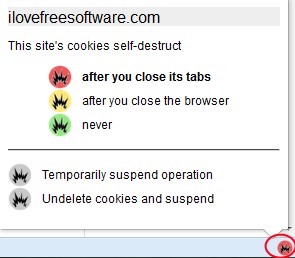 ilovefreesoftware.com
This site's cookies self-destruct
after you close its tabs
after you close the browser
never
Temporarily suspend operation
Undelete cookies and suspend